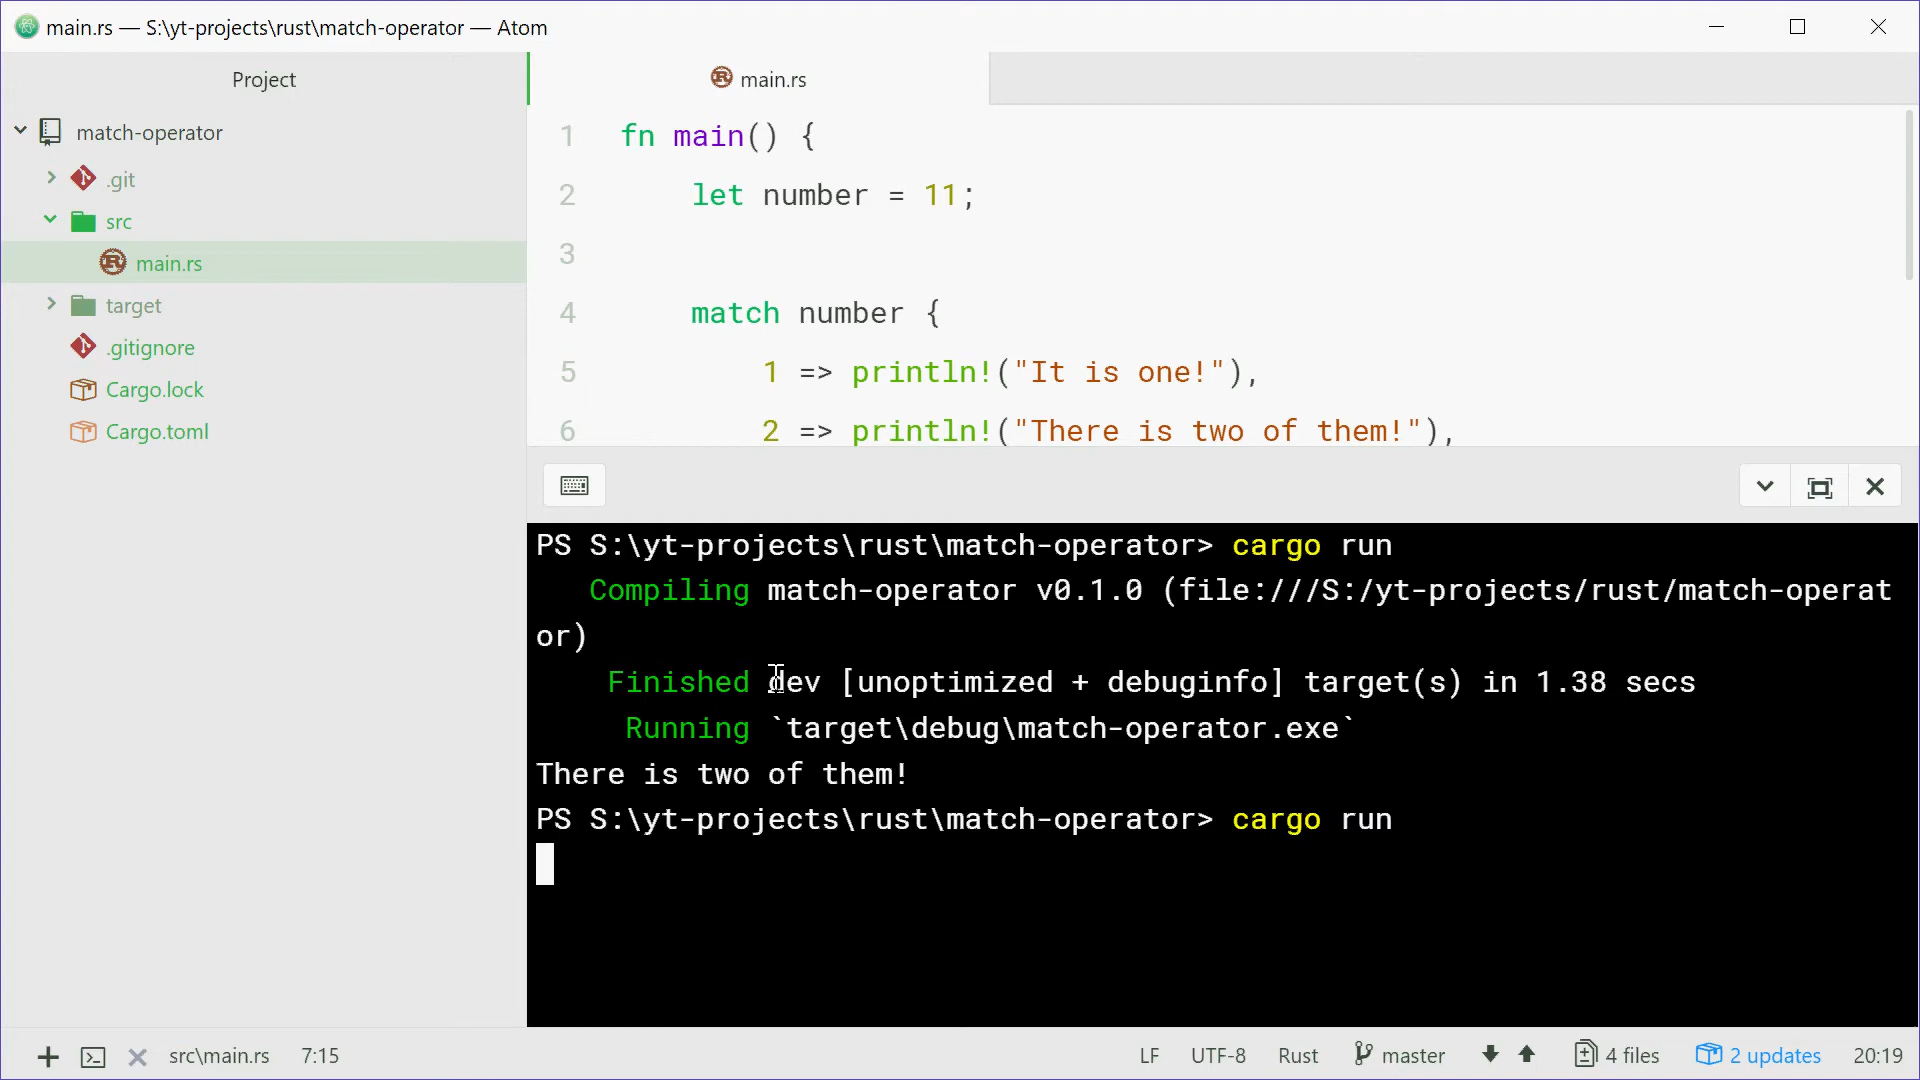 main.rs — S:\yt-projects\rust\match-operator — Atom
Project
match-operator
.git
src
main.rs
target
.gitignore
Cargo.lock
Cargo.toml
main.rs
1 fn main() {
2 let number = 11;
3
4 match number {
5 1 => println!("It is one!"),
6 2 => println!("There is two of them!"),
PS S:\yt-projects\rust\match-operator> cargo run
Compiling match-operator v0.1.0 (file:///S:/yt-projects/rust/match-operat
or)
Finished dev [unoptimized + debuginfo] target(s) in 1.38 secs
Running `target\debug\match-operator.exe`
There is two of them!
PS S:\yt-projects\rust\match-operator> cargo run
src\main.rs 7:15 LF UTF-8 Rust master 4 files 2 updates 20:19